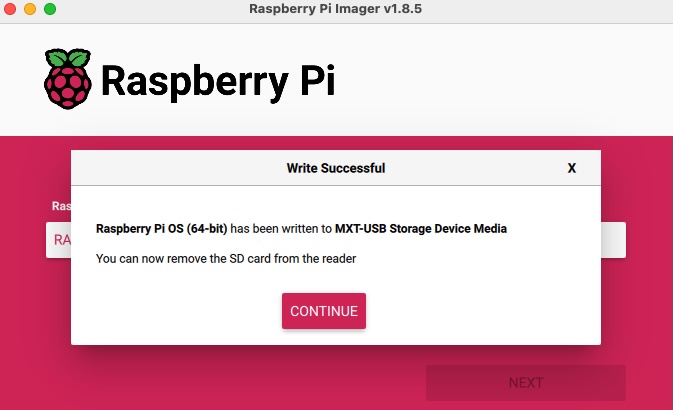 Raspberry Pi Imager v1.8.5
Raspberry Pi
Write Successful
X
Ras
RA
Raspberry Pi OS (64-bit) has been written to MXT-USB Storage Device Media
You can now remove the SD card from the reader
CONTINUE
NEXT